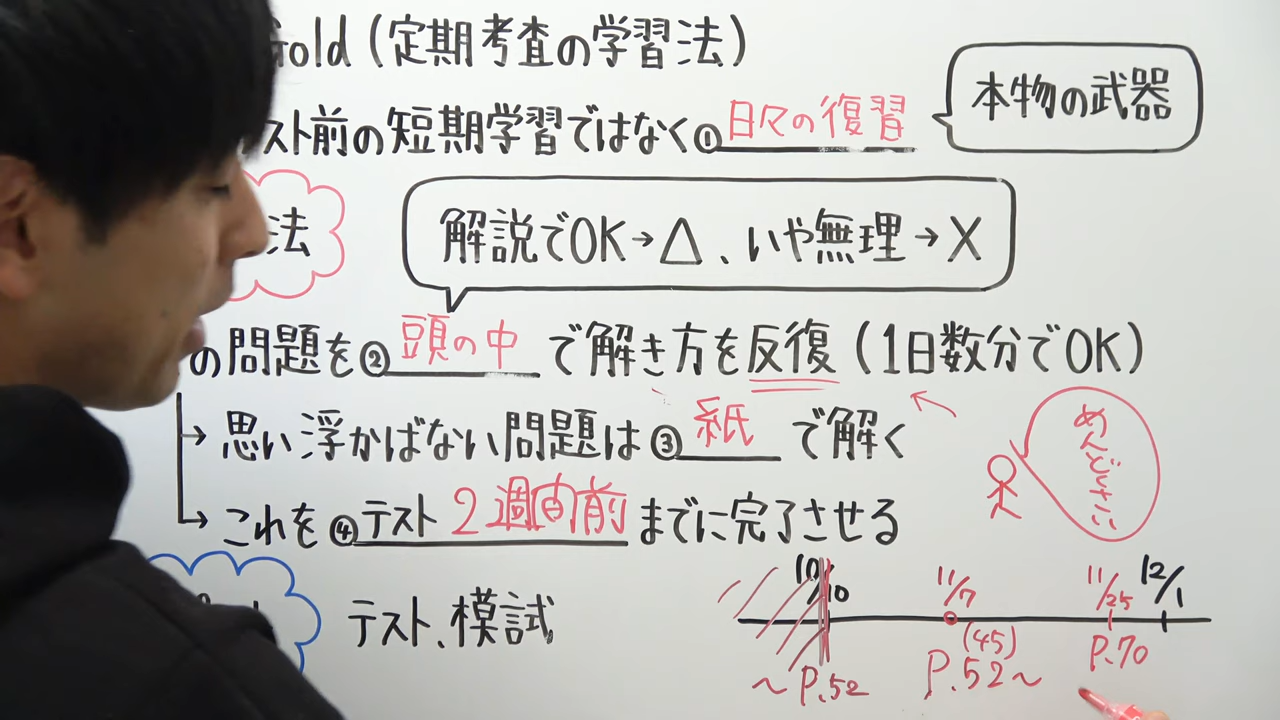 Gold (定期考査の学習法)
スト前の短期学習ではなく①日々の復習
本物の武器
法
解説でOK→△、いや無理→X
の問題を②頭の中で解き方を反復 (1日数分でOK)
→思い浮かばない問題は③紙で解く
→これを④テスト2週間前までに完了させる
めんどくさい
テスト、模試
10/10 11/7 11/25 12/1
(45)
〜P.52 P.52〜 P.70